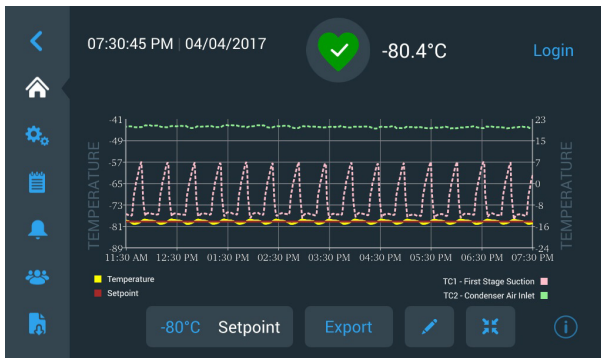 07:30:45 PM | 04/04/2017
-80.4°C
Login
-41
-49
-57
-65
-73
-81
-89
TEMPERATURE
23
15
7
0
-8
-16
-24
TEMPERATURE
11:30 AM 12:30 PM 01:30 PM 02:30 PM 03:30 PM 04:30 PM 05:30 PM 06:30 PM 07:30 PM
Temperature
Setpoint
TC1 - First Stage Suction
TC2 - Condenser Air Inlet
-80°C Setpoint
Export